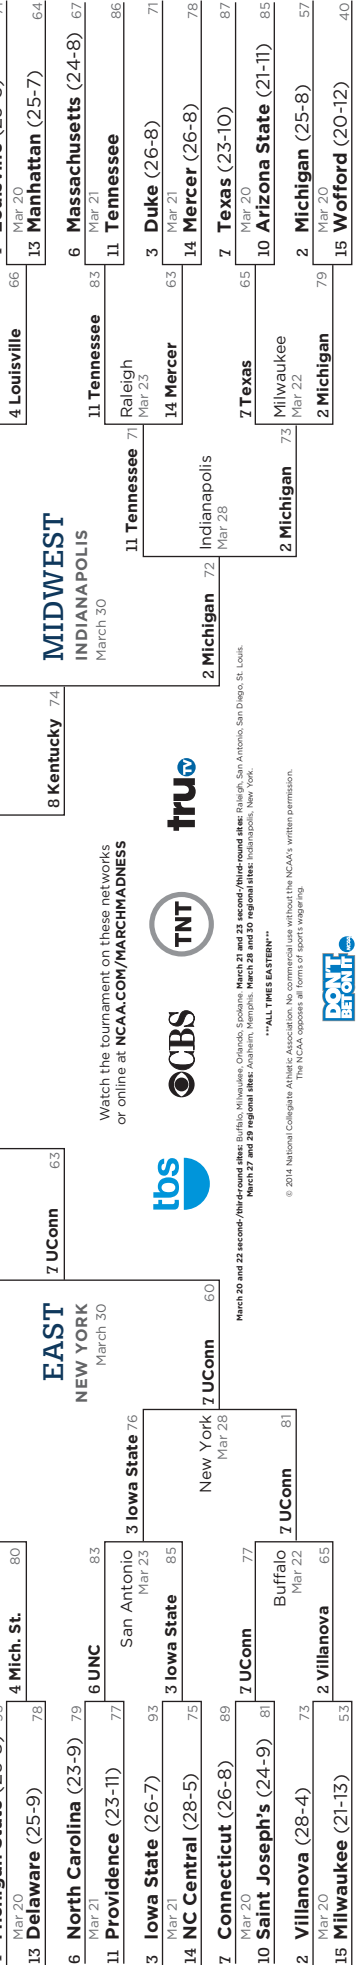 Mar 20
13 Delaware (25-9) 78
6 North Carolina (23-9) 79
Mar 21
11 Providence (23-11) 77
3 Iowa State (26-7) 93
Mar 21
14 NC Central (28-5) 75
7 Connecticut (26-8) 89
Mar 20
10 Saint Joseph's (24-9) 81
2 Villanova (28-4) 73
Mar 20
15 Milwaukee (21-13) 53
4 Mich. St. 80
6 UNC 83
San Antonio
Mar 23
3 Iowa State 85
7 UConn 77
Buffalo
Mar 22
2 Villanova 65
3 Iowa State 76
New York
Mar 28
7 UConn 81
EAST
NEW YORK
March 30
7 UConn 60
7 UConn 63
Watch the tournament on these networks
or online at NCAA.COM/MARCHMADNESS
tbs
CBS
TNT
truTV
March 20 and 22 second-/third-round sites: Buffalo, Milwaukee, Orlando, Spokane. March 21 and 23 second-/third-round sites: Raleigh, San Antonio, San Diego, St. Louis.
March 27 and 29 regional sites: Anaheim, Memphis. March 28 and 30 regional sites: Indianapolis, New York.
***ALL TIMES EASTERN***
© 2014 National Collegiate Athletic Association. No commercial use without the NCAA's written permission.
The NCAA opposes all forms of sports wagering.
DON'T
BET ON IT
8 Kentucky 74
MIDWEST
INDIANAPOLIS
March 30
2 Michigan 72
11 Tennessee 71
Indianapolis
Mar 28
2 Michigan 73
4 Louisville 66
11 Tennessee 83
Raleigh
Mar 23
14 Mercer 63
7 Texas 65
Milwaukee
Mar 22
2 Michigan 79
Mar 20
13 Manhattan (25-7) 64
6 Massachusetts (24-8) 67
Mar 21
11 Tennessee 86
3 Duke (26-8) 71
Mar 21
14 Mercer (26-8) 78
7 Texas (23-10) 87
Mar 20
10 Arizona State (21-11) 85
2 Michigan (25-8) 57
Mar 20
15 Wofford (20-12) 40